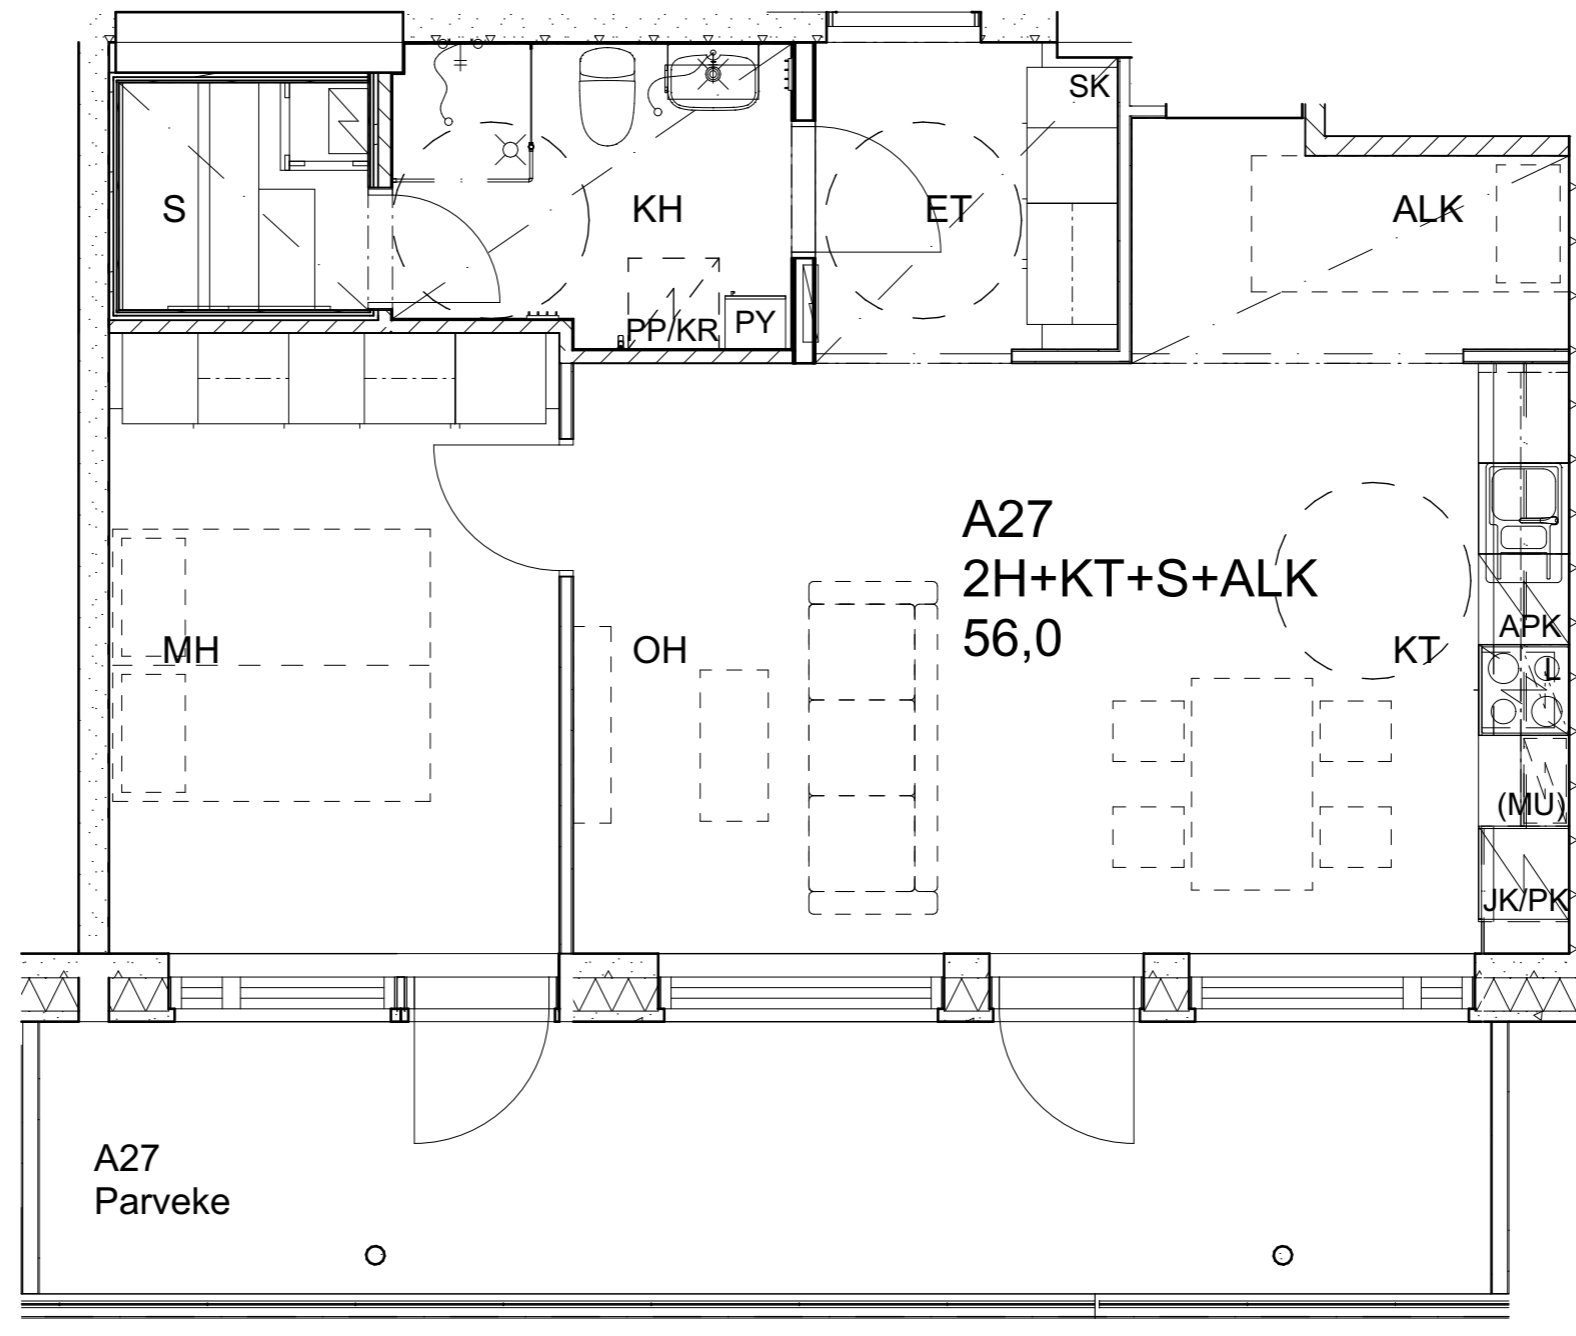 SK
S
KH
ET
ALK
PP/KR
PY
A27
2H+KT+S+ALK
56,0
MH
OH
KT
APK
L
(MU)
JK/PK
A27
Parveke